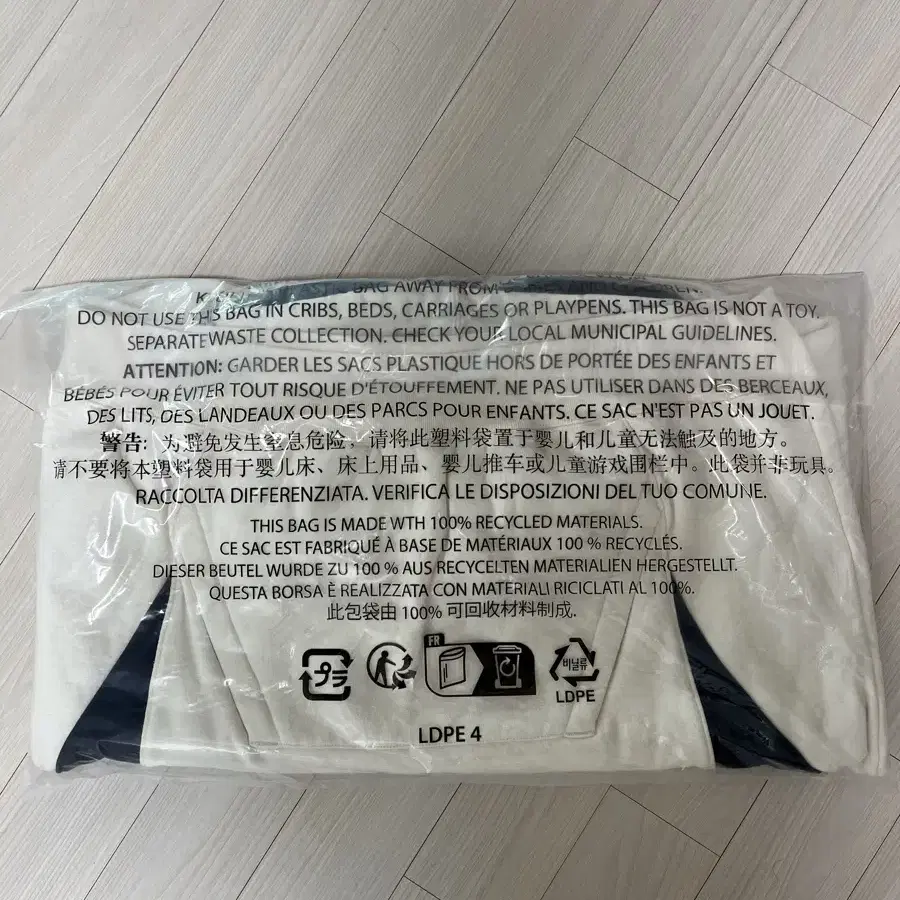 BAG AWAY FROM
DO NOT USE THIS BAG IN CRIBS, BEDS, CARRIAGES OR PLAYPENS. THIS BAG IS NOT A TOY.
SEPARATEWASTE COLLECTION. CHECK YOUR LOCAL MUNICIPAL GUIDELINES.
ATTENTION: GARDER LES SACS PLASTIQUE HORS DE PORTÉE DES ENFANTS ET
BÉBÉS POUR ÉVITER TOUT RISQUE D'ÉTOUFFEMENT. NE PAS UTILISER DANS DES BERCEAUX,
DES LITS, DES LANDEAUX OU DES PARCS POUR ENFANTS. CE SAC N'EST PAS UN JOUET.
警告: 为避免发生窒息危险，请将此塑料袋置于婴儿和儿童无法触及的地方。
请不要将本塑料袋用于婴儿床、床上用品、婴儿推车或儿童游戏围栏中。此袋并非玩具。
RACCOLTA DIFFERENZIATA. VERIFICA LE DISPOSIZIONI DEL TUO COMUNE.
THIS BAG IS MADE WTH 100% RECYCLED MATERIALS.
CE SAC EST FABRIQUÉ À BASE DE MATÉRIAUX 100 % RECYCLÉS.
DIESER BEUTEL WURDE ZU 100 % AUS RECYCELTEN MATERIALIEN HERGESTELLT.
QUESTA BORSA È REALIZZATA CON MATERIALI RICICLATI AL 100%.
此包袋由 100% 可回收材料制成.
プラ
FR
비닐류
LDPE
LDPE 4